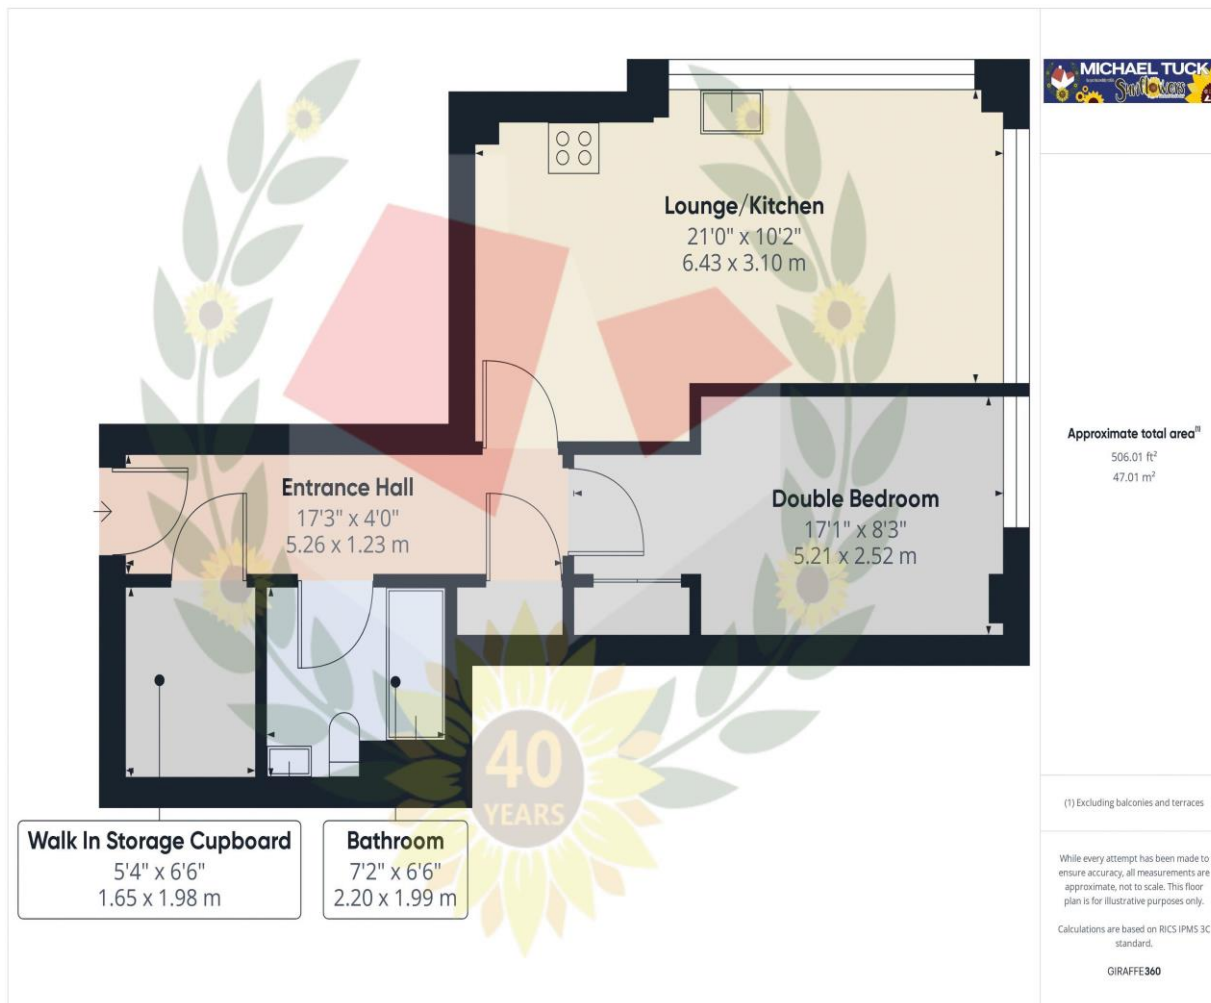 MICHAEL TUCK
Sunflowers
Lounge/Kitchen
21'0" x 10'2"
6.43 x 3.10 m
Entrance Hall
17'3" x 4'0"
5.26 x 1.23 m
Double Bedroom
17'1" x 8'3"
5.21 x 2.52 m
40
YEARS
Walk In Storage Cupboard
5'4" x 6'6"
1.65 x 1.98 m
Bathroom
7'2" x 6'6"
2.20 x 1.99 m
Approximate total area(1)
506.01 ft²
47.01 m²
(1) Excluding balconies and terraces
While every attempt has been made to
ensure accuracy, all measurements are
approximate, not to scale. This floor
plan is for illustrative purposes only.
Calculations are based on RICS IPMS 3C
standard.
GIRAFFE360